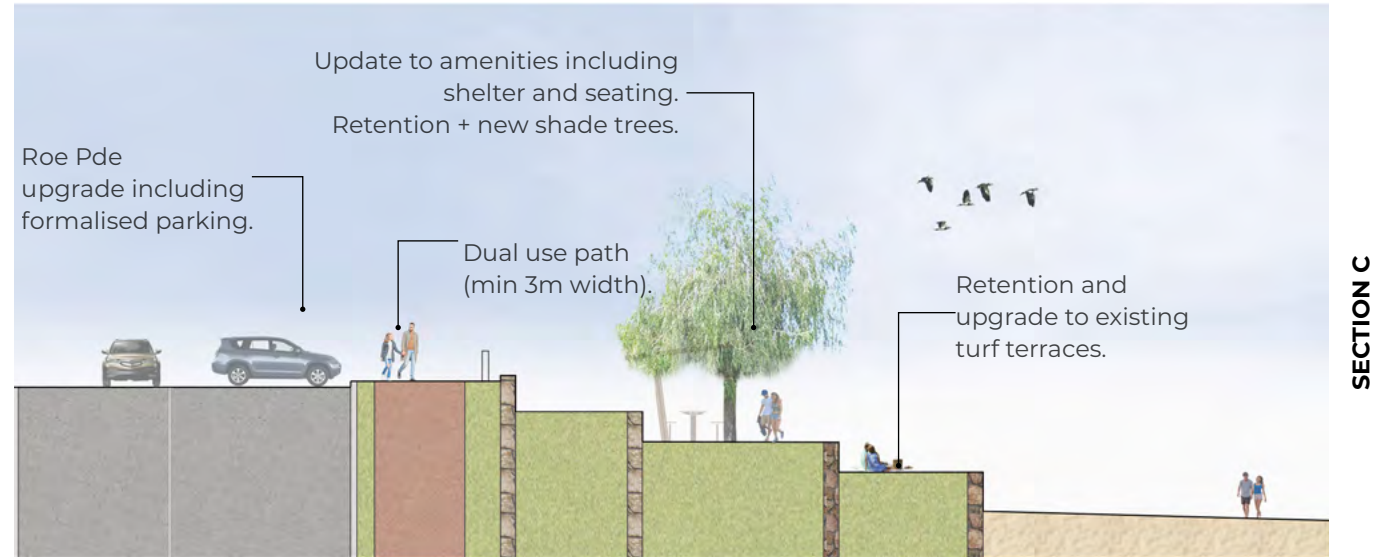 Update to amenities including
shelter and seating.
Retention + new shade trees.
Roe Pde
upgrade including
formalised parking.
Dual use path
(min 3m width).
Retention and
upgrade to existing
turf terraces.
SECTION C